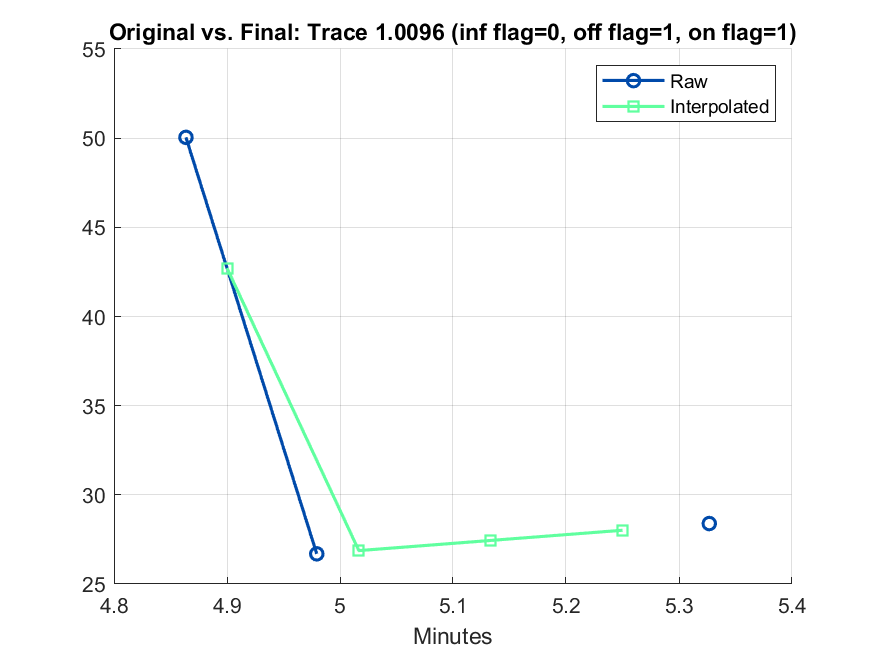 Original vs. Final: Trace 1.0096 (inf flag=0, off flag=1, on flag=1)
55
50
45
40
35
30
25
Raw
Interpolated
4.8 4.9 5 5.1 5.2 5.3 5.4
Minutes